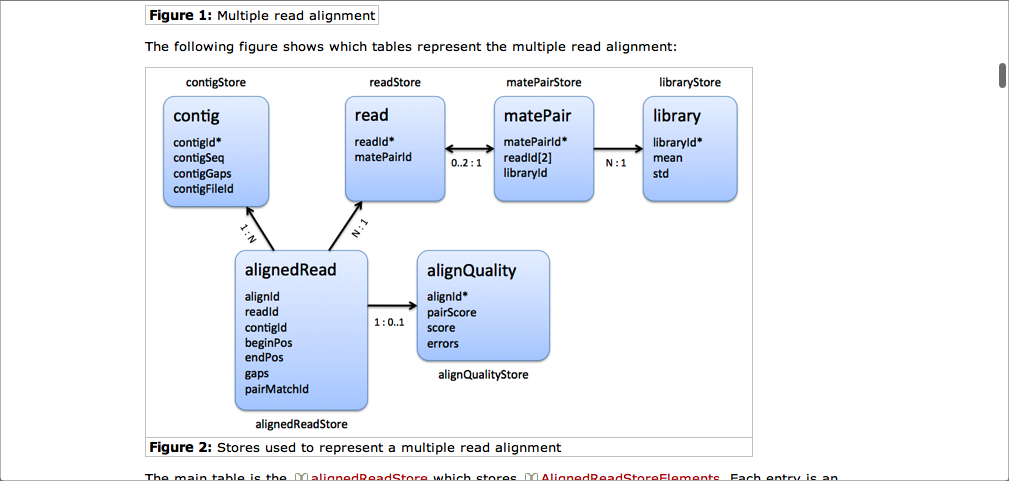 Figure 1: Multiple read alignment
The following figure shows which tables represent the multiple read alignment:
contigStore
readStore
matePairStore
libraryStore
contig
contigId*
contigSeq
contigGaps
contigFileId
read
readId*
matePairId
0..2 : 1
matePair
matePairId*
readId[2]
libraryId
N : 1
library
libraryId*
mean
std
1 : N
N : 1
alignedRead
alignId
readId
contigId
beginPos
endPos
gaps
pairMatchId
1 : 0..1
alignQuality
alignId*
pairScore
score
errors
alignQualityStore
alignedReadStore
Figure 2: Stores used to represent a multiple read alignment
The main table is the alignedReadStore which stores AlignedReadStoreElements. Each entry is an